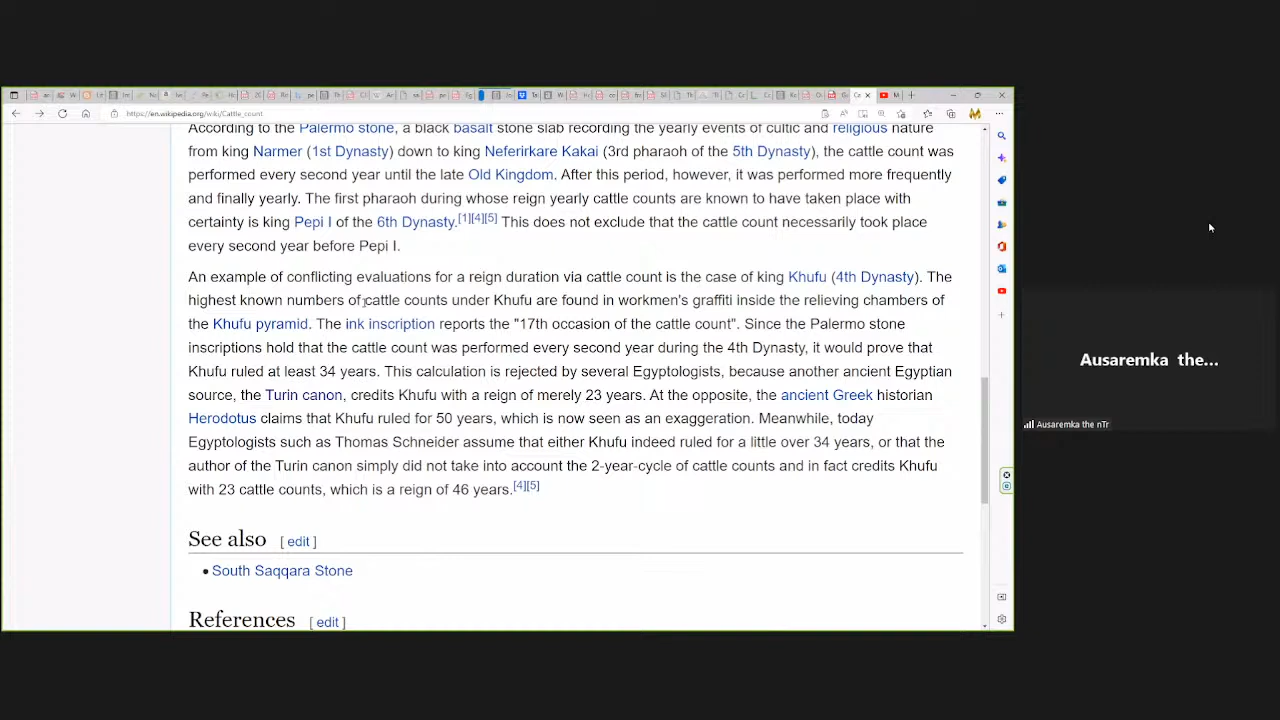 https://en.wikipedia.org/wiki/Cattle_count
According to the Palermo stone, a black basalt stone slab recording the yearly events of cultic and religious nature
from king Narmer (1st Dynasty) down to king Neferirkare Kakai (3rd pharaoh of the 5th Dynasty), the cattle count was
performed every second year until the late Old Kingdom. After this period, however, it was performed more frequently
and finally yearly. The first pharaoh during whose reign yearly cattle counts are known to have taken place with
certainty is king Pepi I of the 6th Dynasty.[1][4][5] This does not exclude that the cattle count necessarily took place
every second year before Pepi I.
An example of conflicting evaluations for a reign duration via cattle count is the case of king Khufu (4th Dynasty). The
highest known numbers of cattle counts under Khufu are found in workmen's graffiti inside the relieving chambers of
the Khufu pyramid. The ink inscription reports the "17th occasion of the cattle count". Since the Palermo stone
inscriptions hold that the cattle count was performed every second year during the 4th Dynasty, it would prove that
Khufu ruled at least 34 years. This calculation is rejected by several Egyptologists, because another ancient Egyptian
source, the Turin canon, credits Khufu with a reign of merely 23 years. At the opposite, the ancient Greek historian
Herodotus claims that Khufu ruled for 50 years, which is now seen as an exaggeration. Meanwhile, today
Egyptologists such as Thomas Schneider assume that either Khufu indeed ruled for a little over 34 years, or that the
author of the Turin canon simply did not take into account the 2-year-cycle of cattle counts and in fact credits Khufu
with 23 cattle counts, which is a reign of 46 years.[4][5]
See also [ edit ]
• South Saqqara Stone
References [ edit ]
Ausaremka the...
Ausaremka the nTr